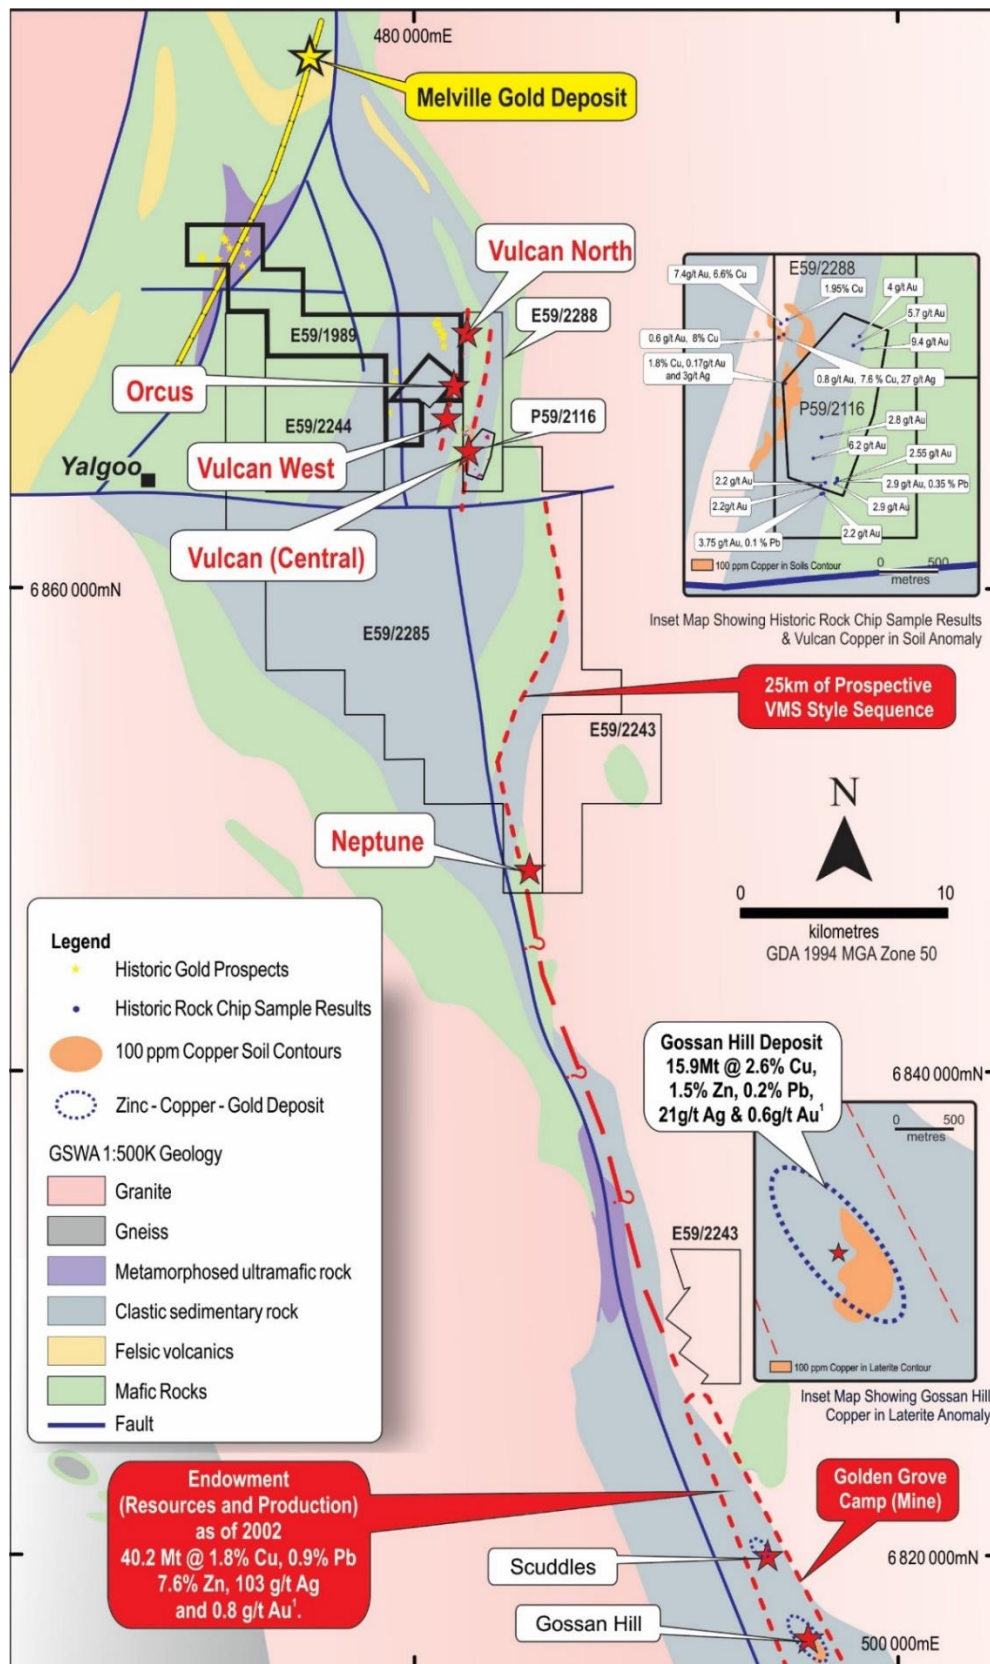 480 000mE
Melville Gold Deposit
Vulcan North
E59/2288
E59/1989
Orcus
E59/2244
P59/2116
Vulcan West
Yalgoo
Vulcan (Central)
6 860 000mN
E59/2285
E59/2288
7.4g/t Au, 6.6% Cu
1.95% Cu
4 g/t Au
5.7 g/t Au
0.6 g/t Au, 8% Cu
9.4 g/t Au
1.8% Cu, 0.17g/t Au
and 3g/t Ag
0.8 g/t Au, 7.6 % Cu, 27 g/t Ag
P59/2116
2.8 g/t Au
6.2 g/t Au
2.55 g/t Au
2.2 g/t Au
2.9 g/t Au, 0.35 % Pb
2.2g/t Au
2.9 g/t Au
3.75 g/t Au, 0.1 % Pb
2.2 g/t Au
0 500
metres
100 ppm Copper in Soils Contour
Inset Map Showing Historic Rock Chip Sample Results
& Vulcan Copper in Soil Anomaly
25km of Prospective
VMS Style Sequence
E59/2243
Neptune
N
0 10
kilometres
GDA 1994 MGA Zone 50
?
?
?
Legend
Historic Gold Prospects
Historic Rock Chip Sample Results
100 ppm Copper Soil Contours
Zinc - Copper - Gold Deposit
GSWA 1:500K Geology
Granite
Gneiss
Metamorphosed ultramafic rock
Clastic sedimentary rock
Felsic volcanics
Mafic Rocks
Fault
Gossan Hill Deposit
15.9Mt @ 2.6% Cu,
1.5% Zn, 0.2% Pb,
21g/t Ag & 0.6g/t Au¹
6 840 000mN
0 500
metres
E59/2243
100 ppm Copper in Laterite Contour
Inset Map Showing Gossan Hill
Copper in Laterite Anomaly
Endowment
(Resources and Production)
as of 2002
40.2 Mt @ 1.8% Cu, 0.9% Pb
7.6% Zn, 103 g/t Ag
and 0.8 g/t Au¹.
Golden Grove
Camp (Mine)
Scuddles
6 820 000mN
Gossan Hill
500 000mE